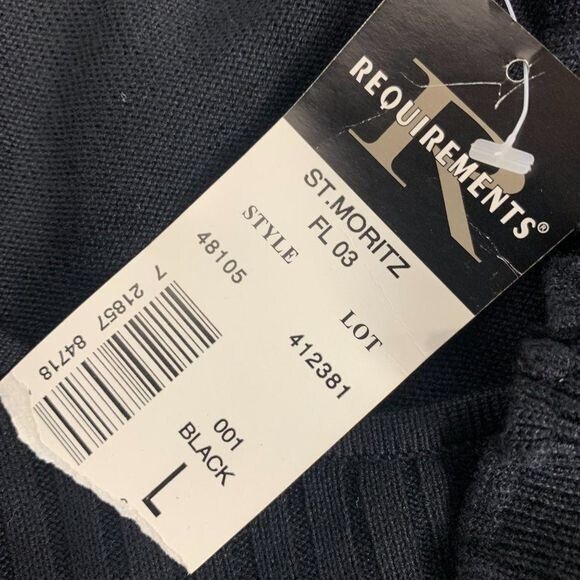 R
REQUIREMENTS®
ST.MORITZ
FL 03
STYLE LOT
48105 412381
7 21857 84718
001
BLACK
L